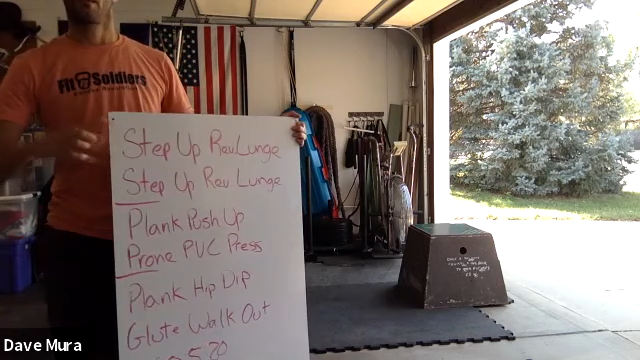 Fit Soldiers
Step Up Rev Lunge
Step Up Rev Lunge
Plank Push Up
Prone PVC Press
Plank Hip Dip
Glute Walk Out
Dave Mura